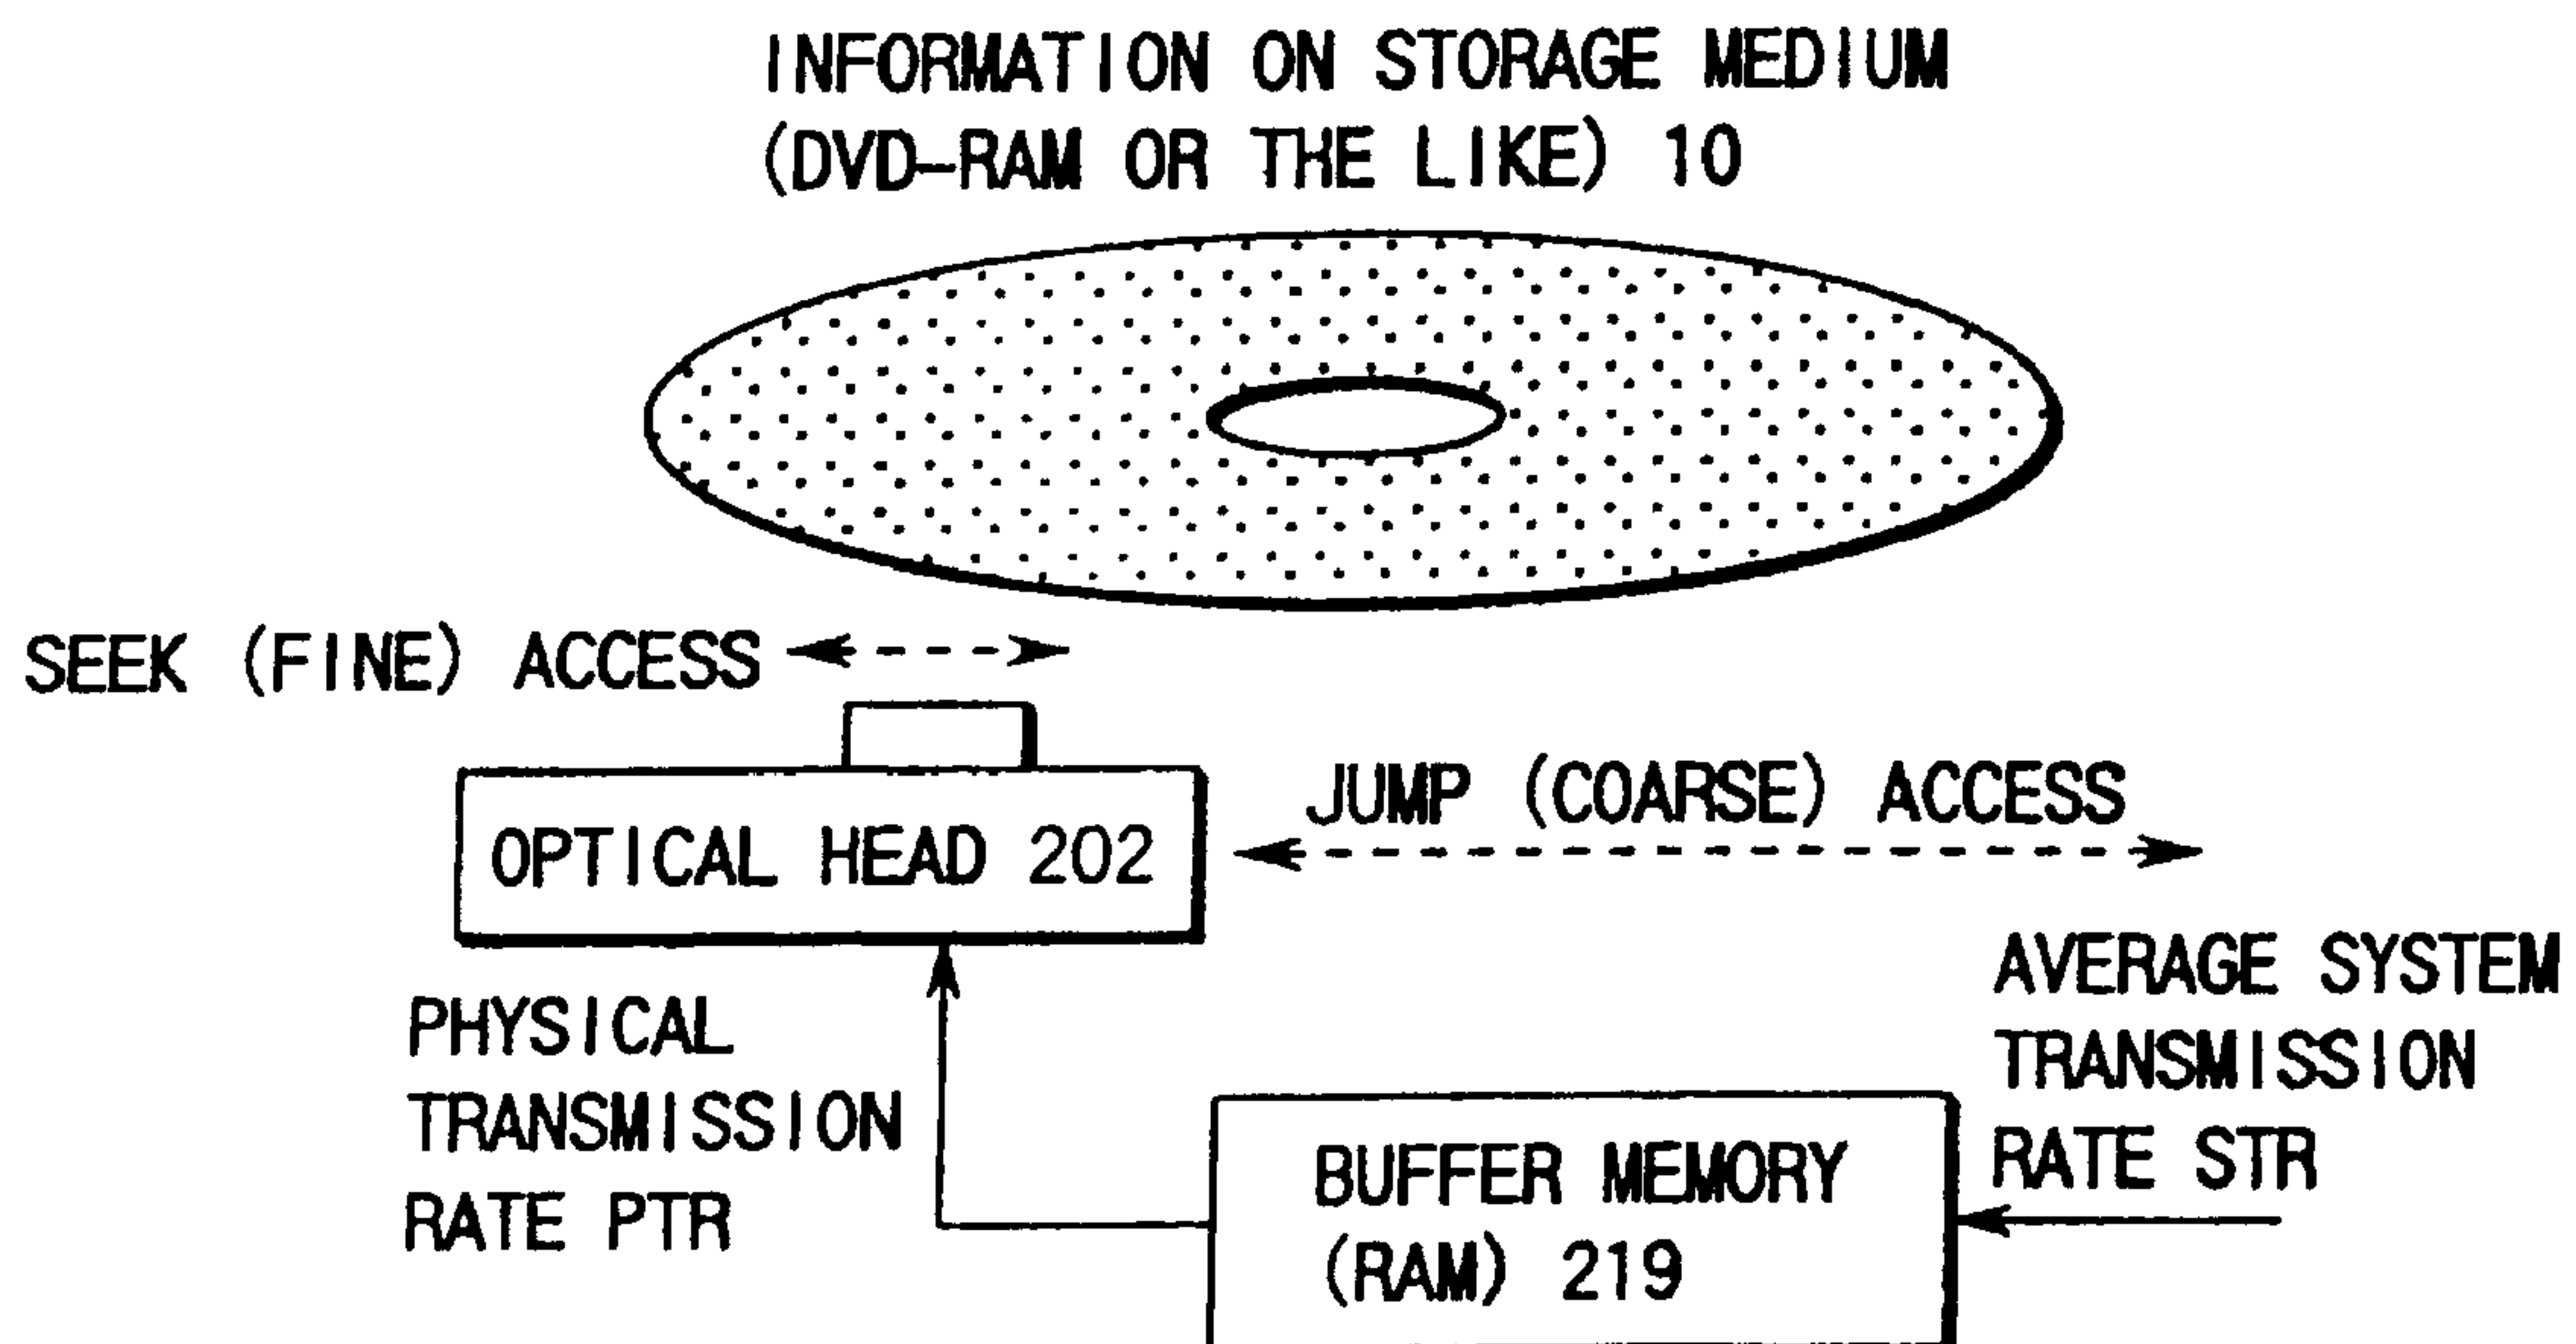 INFORMATION ON STORAGE MEDIUM
(DVD-RAM OR THE LIKE) 10
SEEK (FINE) ACCESS
JUMP (COARSE) ACCESS
OPTICAL HEAD 202
PHYSICAL
TRANSMISSION
RATE PTR
AVERAGE SYSTEM
TRANSMISSION
RATE STR
BUFFER MEMORY
(RAM) 219